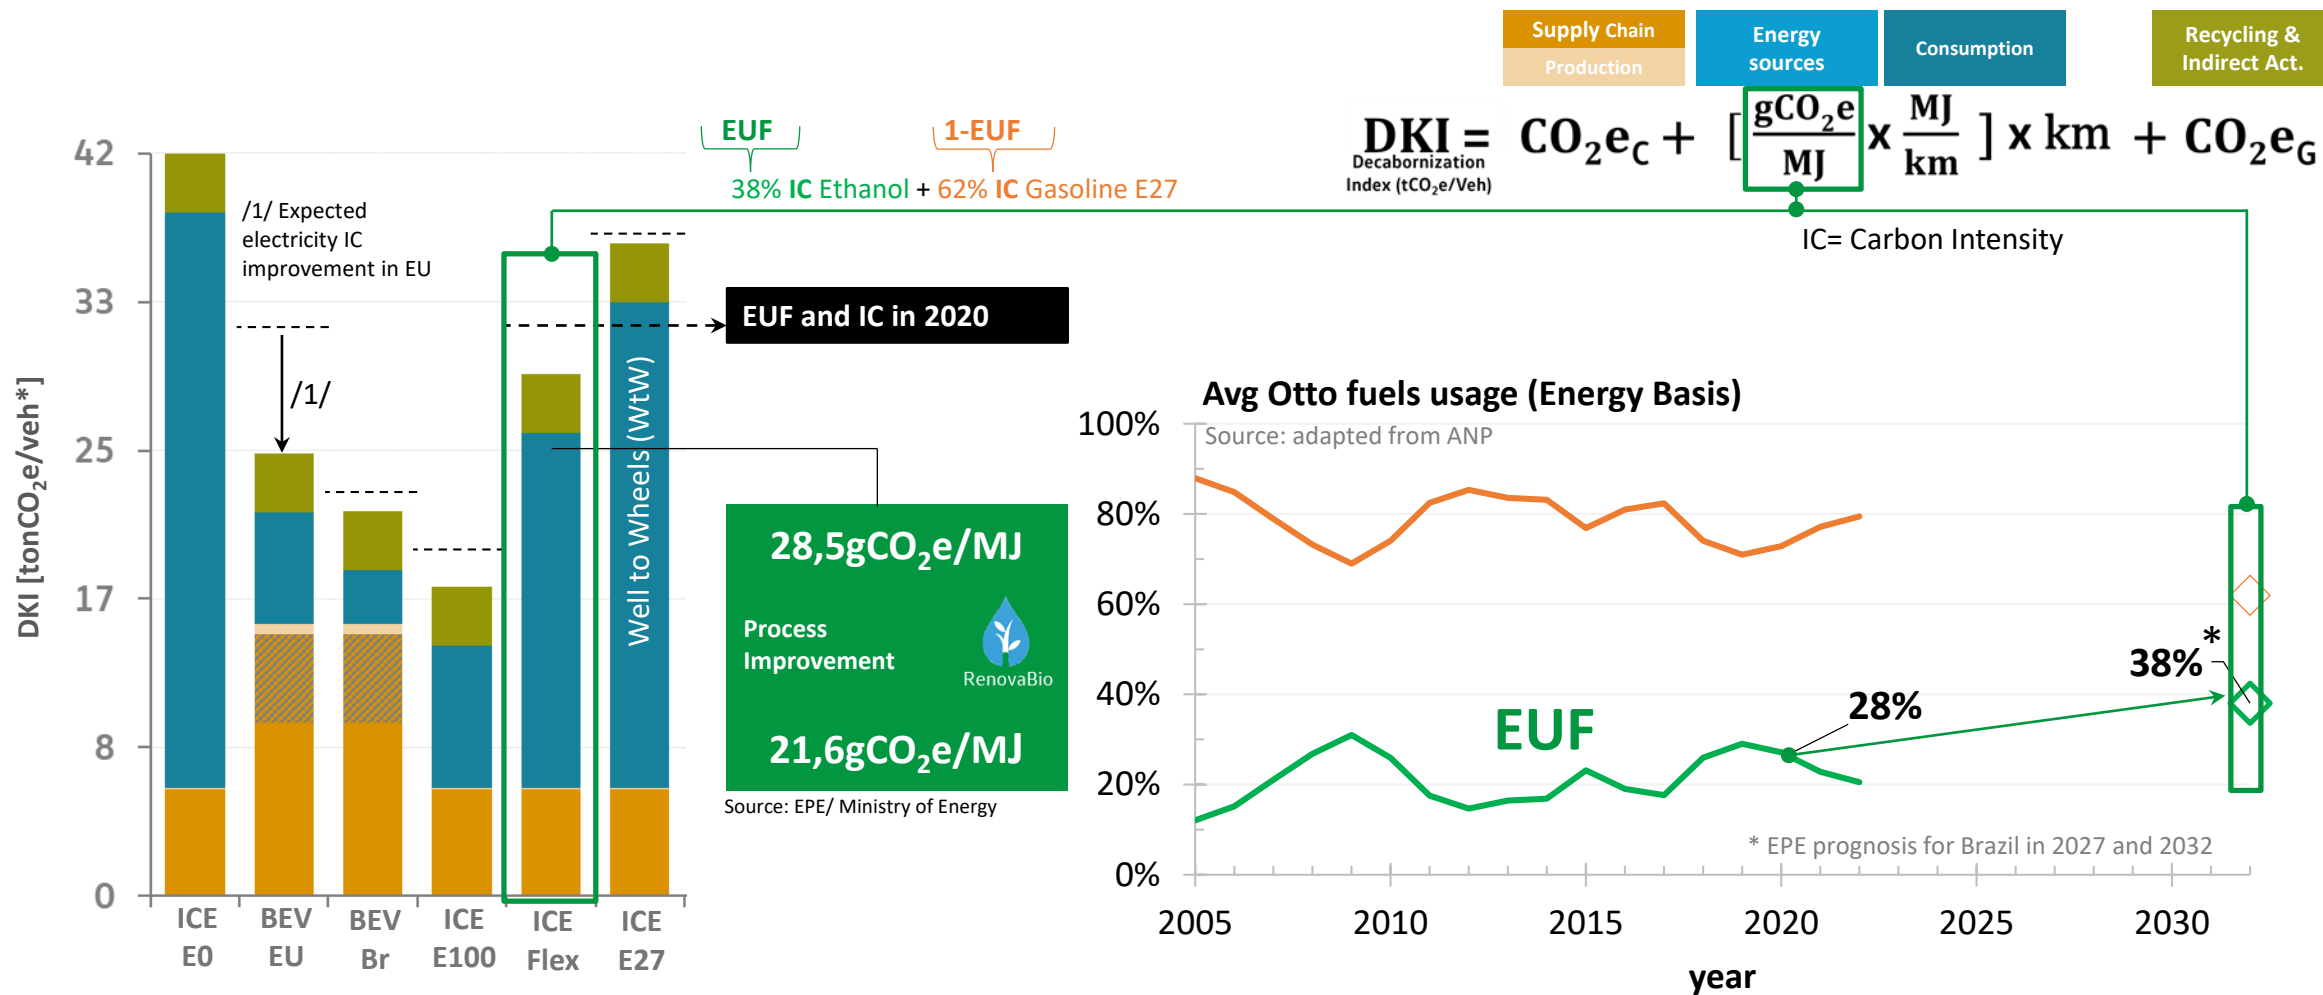 Supply Chain
Production
Energy
sources
Consumption
Recycling &
Indirect Act.
DKI = CO₂e_C + [ gCO₂e/MJ x MJ/km ] x km + CO₂e_G
Decabornization
Index (tCO₂e/Veh)
IC= Carbon Intensity
EUF
1-EUF
38% IC Ethanol + 62% IC Gasoline E27
DKI [tonCO₂e/veh*]
42
33
25
17
8
0
/1/ Expected
electricity IC
improvement in EU
/1/
Well to Wheels (WtW)
ICE
E0
BEV
EU
BEV
Br
ICE
E100
ICE
Flex
ICE
E27
EUF and IC in 2020
28,5gCO₂e/MJ
Process
Improvement
RenovaBio
21,6gCO₂e/MJ
Source: EPE/ Ministry of Energy
Avg Otto fuels usage (Energy Basis)
Source: adapted from ANP
100%
80%
60%
40%
20%
0%
EUF
28%
38%*
* EPE prognosis for Brazil in 2027 and 2032
2005
2010
2015
2020
2025
2030
year